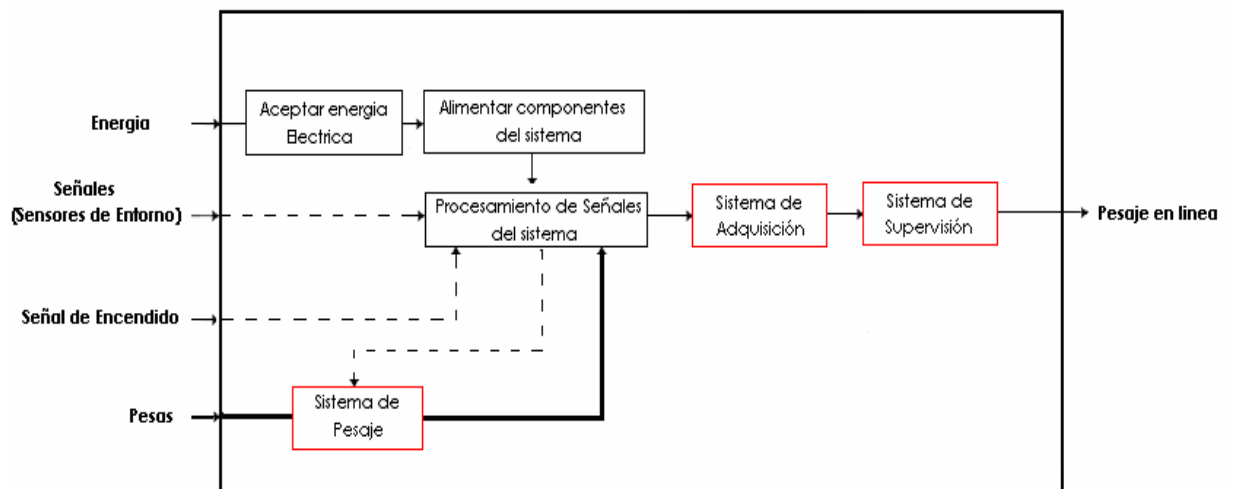 Energia
Aceptar energia
Electrica
Alimentar componentes
del sistema
Señales
(Sensores de Entorno)
Procesamiento de Señales
del sistema
Sistema de
Adquisición
Sistema de
Supervisión
Pesaje en linea
Señal de Encendido
Pesas
Sistema de
Pesaje